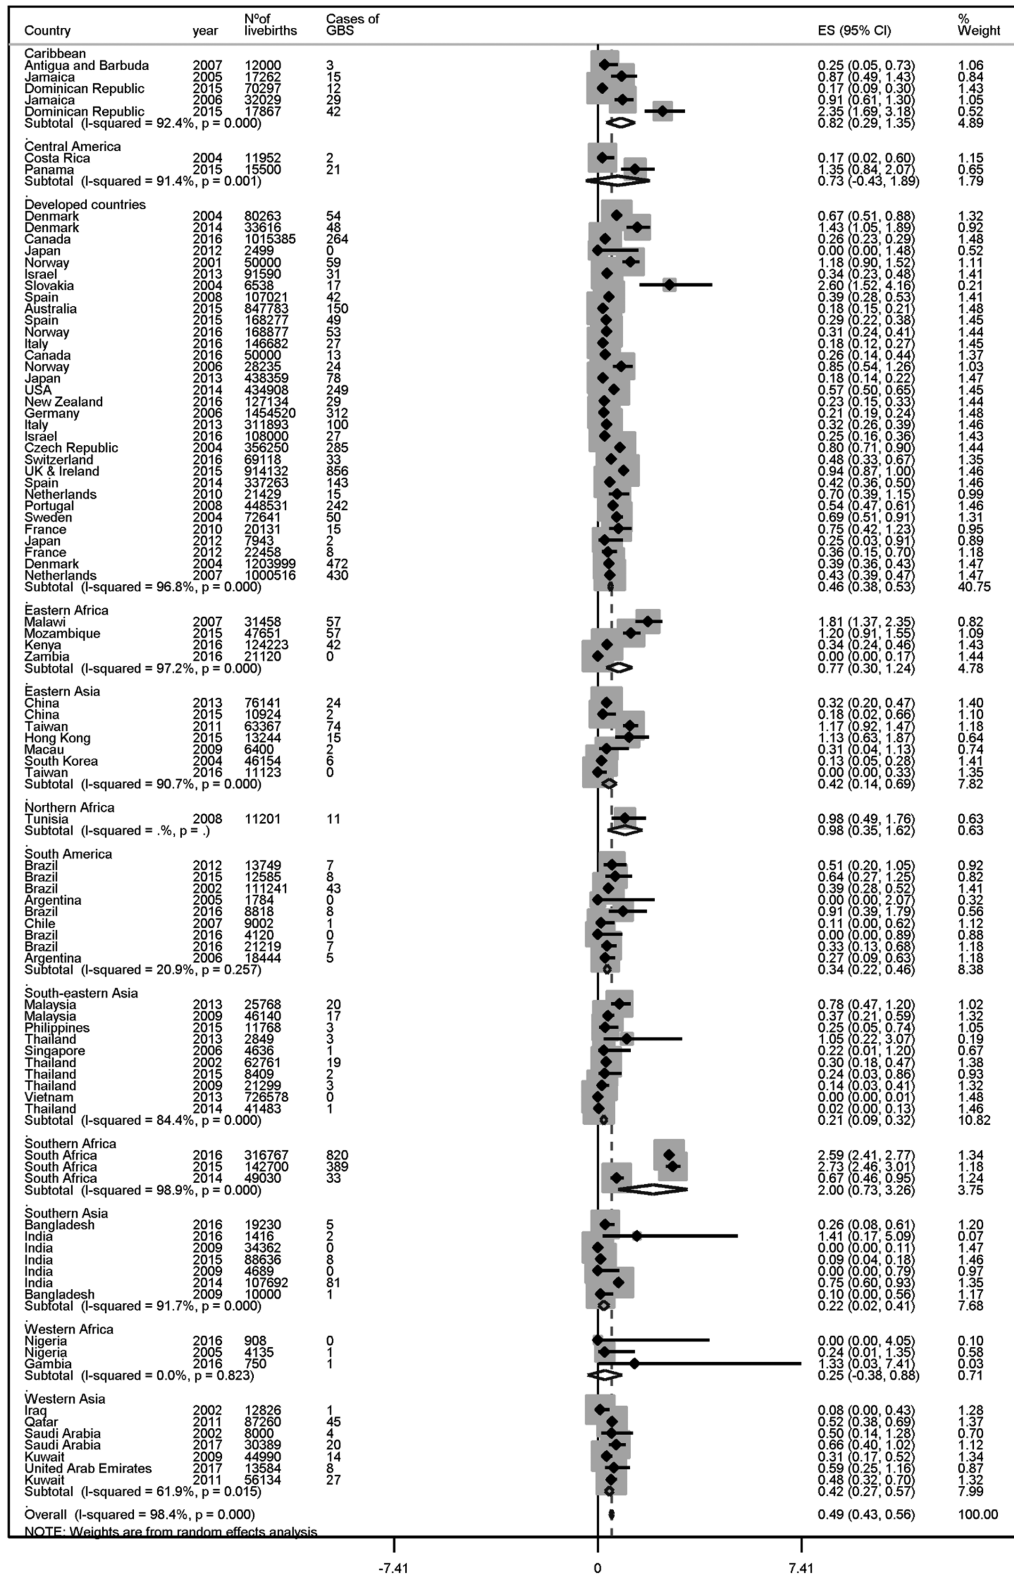 Country year Nºof livebirths Cases of GBS ES (95% CI) % Weight
Caribbean
Antigua and Barbuda 2007 12000 3 0.25 (0.05, 0.73) 1.06
Jamaica 2005 17262 15 0.87 (0.49, 1.43) 0.84
Dominican Republic 2015 70297 12 0.17 (0.09, 0.30) 1.43
Jamaica 2006 32029 29 0.91 (0.61, 1.30) 1.05
Dominican Republic 2015 17867 42 2.35 (1.69, 3.18) 0.52
Subtotal (I-squared = 92.4%, p = 0.000) 0.82 (0.29, 1.35) 4.89
Central America
Costa Rica 2004 11952 2 0.17 (0.02, 0.60) 1.15
Panama 2015 15500 21 1.35 (0.84, 2.07) 0.65
Subtotal (I-squared = 91.4%, p = 0.001) 0.73 (-0.43, 1.89) 1.79
Developed countries
Denmark 2004 80263 54 0.67 (0.51, 0.88) 1.32
Denmark 2014 33616 48 1.43 (1.05, 1.89) 0.92
Canada 2016 1015385 264 0.26 (0.23, 0.29) 1.48
Japan 2012 2499 0 0.00 (0.00, 1.48) 0.52
Norway 2001 50000 59 1.18 (0.90, 1.52) 1.11
Israel 2013 91590 31 0.34 (0.23, 0.48) 1.41
Slovakia 2004 6538 17 2.60 (1.52, 4.16) 0.21
Spain 2008 107021 42 0.39 (0.28, 0.53) 1.41
Australia 2015 847783 150 0.18 (0.15, 0.21) 1.48
Spain 2015 168277 49 0.29 (0.22, 0.38) 1.45
Norway 2016 168877 53 0.31 (0.24, 0.41) 1.44
Italy 2016 146682 27 0.18 (0.12, 0.27) 1.45
Canada 2016 50000 13 0.26 (0.14, 0.44) 1.37
Norway 2006 28235 24 0.85 (0.54, 1.26) 1.03
Japan 2013 438359 78 0.18 (0.14, 0.22) 1.47
USA 2014 434908 249 0.57 (0.50, 0.65) 1.45
New Zealand 2016 127134 29 0.23 (0.15, 0.33) 1.44
Germany 2006 1454520 312 0.21 (0.19, 0.24) 1.48
Italy 2013 311893 100 0.32 (0.26, 0.39) 1.46
Israel 2016 108000 27 0.25 (0.16, 0.36) 1.43
Czech Republic 2004 356250 285 0.80 (0.71, 0.90) 1.44
Switzerland 2016 69118 33 0.48 (0.33, 0.67) 1.35
UK & Ireland 2015 914132 856 0.94 (0.87, 1.00) 1.46
Spain 2014 337263 143 0.42 (0.36, 0.50) 1.46
Netherlands 2010 21429 15 0.70 (0.39, 1.15) 0.99
Portugal 2008 448531 242 0.54 (0.47, 0.61) 1.46
Sweden 2004 72641 50 0.69 (0.51, 0.91) 1.31
France 2010 20131 15 0.75 (0.42, 1.23) 0.95
Japan 2012 7943 2 0.25 (0.03, 0.91) 0.89
France 2012 22458 8 0.36 (0.15, 0.70) 1.18
Denmark 2004 1203999 472 0.39 (0.36, 0.43) 1.47
Netherlands 2007 1000516 430 0.43 (0.39, 0.47) 1.47
Subtotal (I-squared = 96.8%, p = 0.000) 0.46 (0.38, 0.53) 40.75
Eastern Africa
Malawi 2007 31458 57 1.81 (1.37, 2.35) 0.82
Mozambique 2015 47651 57 1.20 (0.91, 1.55) 1.09
Kenya 2016 124223 42 0.34 (0.24, 0.46) 1.43
Zambia 2016 21120 0 0.00 (0.00, 0.17) 1.44
Subtotal (I-squared = 97.2%, p = 0.000) 0.77 (0.30, 1.24) 4.78
Eastern Asia
China 2013 76141 24 0.32 (0.20, 0.47) 1.40
China 2015 10924 2 0.18 (0.02, 0.66) 1.10
Taiwan 2011 63367 74 1.17 (0.92, 1.47) 1.18
Hong Kong 2015 13244 15 1.13 (0.63, 1.87) 0.64
Macau 2009 6400 2 0.31 (0.04, 1.13) 0.74
South Korea 2004 46154 6 0.13 (0.05, 0.28) 1.41
Taiwan 2016 11123 0 0.00 (0.00, 0.33) 1.35
Subtotal (I-squared = 90.7%, p = 0.000) 0.42 (0.14, 0.69) 7.82
Northern Africa
Tunisia 2008 11201 11 0.98 (0.49, 1.76) 0.63
Subtotal (I-squared = .%, p = .) 0.98 (0.35, 1.62) 0.63
South America
Brazil 2012 13749 7 0.51 (0.20, 1.05) 0.92
Brazil 2015 12585 8 0.64 (0.27, 1.25) 0.82
Brazil 2002 111241 43 0.39 (0.28, 0.52) 1.41
Argentina 2005 1784 0 0.00 (0.00, 2.07) 0.32
Brazil 2016 8818 8 0.91 (0.39, 1.79) 0.56
Chile 2007 9002 1 0.11 (0.00, 0.62) 1.12
Brazil 2016 4120 0 0.00 (0.00, 0.89) 0.88
Brazil 2016 21219 7 0.33 (0.13, 0.68) 1.18
Argentina 2006 18444 5 0.27 (0.09, 0.63) 1.18
Subtotal (I-squared = 20.9%, p = 0.257) 0.34 (0.22, 0.46) 8.38
South-eastern Asia
Malaysia 2013 25768 20 0.78 (0.47, 1.20) 1.02
Malaysia 2009 46140 17 0.37 (0.21, 0.59) 1.32
Philippines 2015 11768 3 0.25 (0.05, 0.74) 1.05
Thailand 2013 2849 3 1.05 (0.22, 3.07) 0.19
Singapore 2006 4636 1 0.22 (0.01, 1.20) 0.67
Thailand 2002 62761 19 0.30 (0.18, 0.47) 1.38
Thailand 2015 8409 2 0.24 (0.03, 0.86) 0.93
Thailand 2009 21299 3 0.14 (0.03, 0.41) 1.32
Vietnam 2013 726578 0 0.00 (0.00, 0.01) 1.48
Thailand 2014 41483 1 0.02 (0.00, 0.13) 1.46
Subtotal (I-squared = 84.4%, p = 0.000) 0.21 (0.09, 0.32) 10.82
Southern Africa
South Africa 2016 316767 820 2.59 (2.41, 2.77) 1.34
South Africa 2015 142700 389 2.73 (2.46, 3.01) 1.18
South Africa 2014 49030 33 0.67 (0.46, 0.95) 1.24
Subtotal (I-squared = 98.9%, p = 0.000) 2.00 (0.73, 3.26) 3.75
Southern Asia
Bangladesh 2016 19230 5 0.26 (0.08, 0.61) 1.20
India 2016 1416 2 1.41 (0.17, 5.09) 0.07
India 2009 34362 0 0.00 (0.00, 0.11) 1.47
India 2015 88636 8 0.09 (0.04, 0.18) 1.46
India 2009 4689 0 0.00 (0.00, 0.79) 0.97
India 2014 107692 81 0.75 (0.60, 0.93) 1.35
Bangladesh 2009 10000 1 0.10 (0.00, 0.56) 1.17
Subtotal (I-squared = 91.7%, p = 0.000) 0.22 (0.02, 0.41) 7.68
Western Africa
Nigeria 2016 908 0 0.00 (0.00, 4.05) 0.10
Nigeria 2005 4135 1 0.24 (0.01, 1.35) 0.58
Gambia 2016 750 1 1.33 (0.03, 7.41) 0.03
Subtotal (I-squared = 0.0%, p = 0.823) 0.25 (-0.38, 0.88) 0.71
Western Asia
Iraq 2002 12826 1 0.08 (0.00, 0.43) 1.28
Qatar 2011 87260 45 0.52 (0.38, 0.69) 1.37
Saudi Arabia 2002 8000 4 0.50 (0.14, 1.28) 0.70
Saudi Arabia 2017 30389 20 0.66 (0.40, 1.02) 1.12
Kuwait 2009 44990 14 0.31 (0.17, 0.52) 1.34
United Arab Emirates 2017 13584 8 0.59 (0.25, 1.16) 0.87
Kuwait 2011 56134 27 0.48 (0.32, 0.70) 1.32
Subtotal (I-squared = 61.9%, p = 0.015) 0.42 (0.27, 0.57) 7.99
Overall (I-squared = 98.4%, p = 0.000) 0.49 (0.43, 0.56) 100.00
NOTE: Weights are from random effects analysis
-7.41 0 7.41